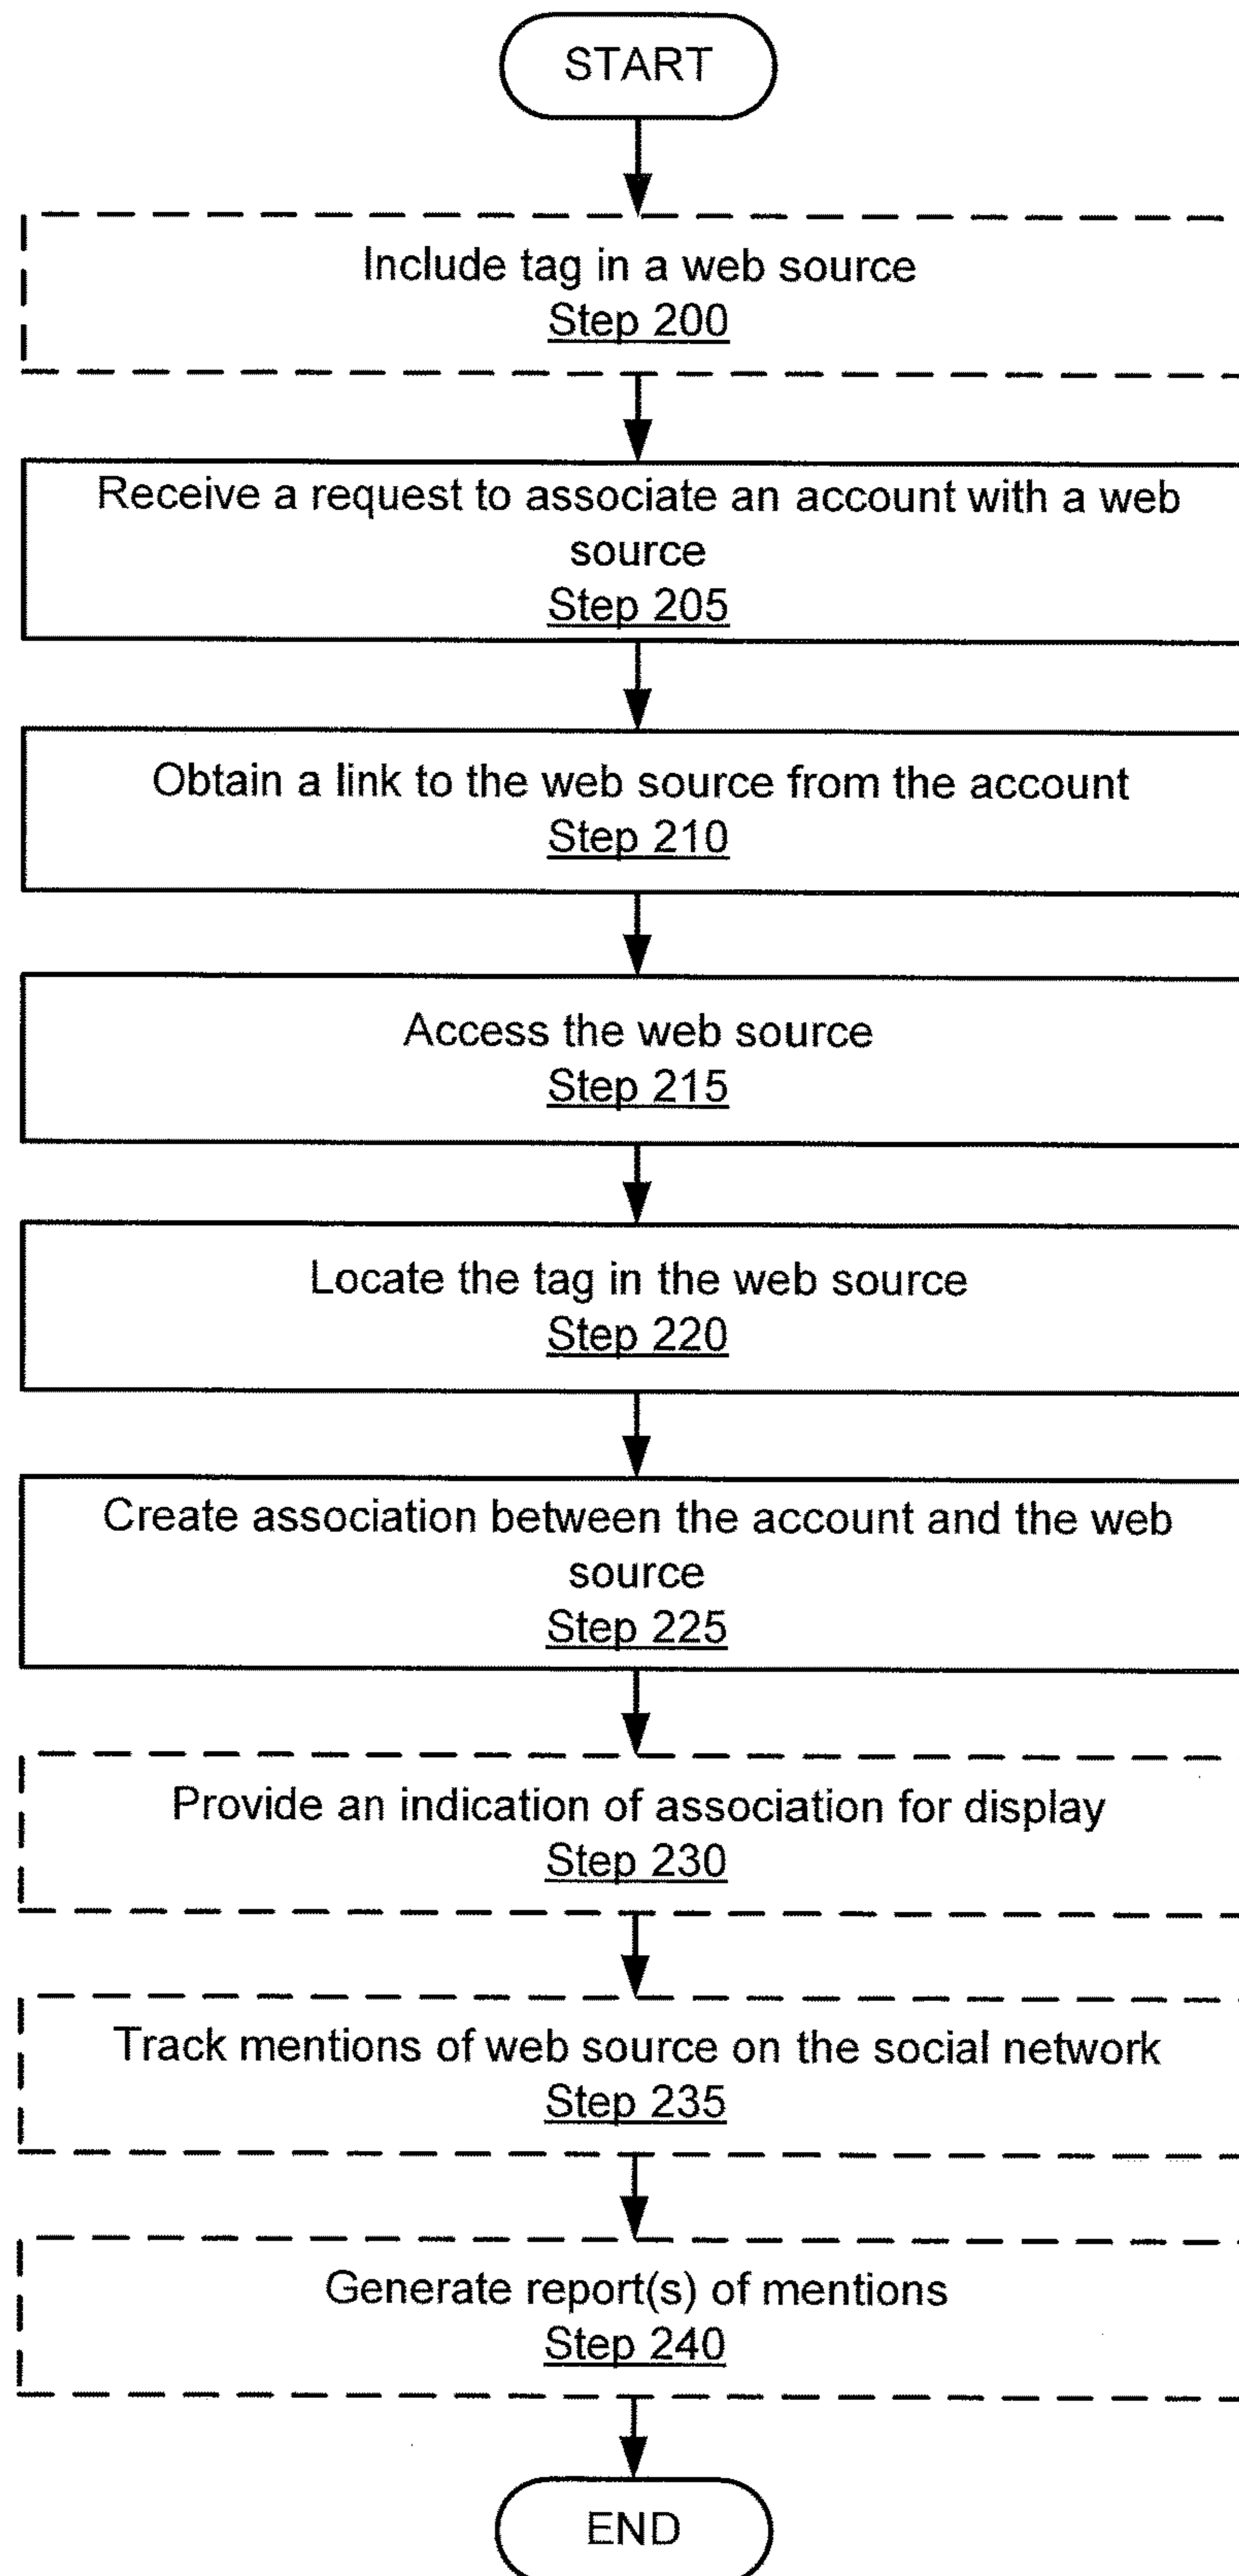 START
Include tag in a web source
Step 200
Receive a request to associate an account with a web
source
Step 205
Obtain a link to the web source from the account
Step 210
Access the web source
Step 215
Locate the tag in the web source
Step 220
Create association between the account and the web
source
Step 225
Provide an indication of association for display
Step 230
Track mentions of web source on the social network
Step 235
Generate report(s) of mentions
Step 240
END